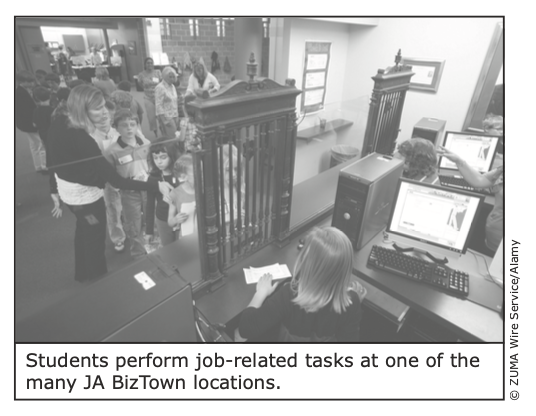 Students perform job-related tasks at one of the
many JA BizTown locations.
© ZUMA Wire Service/Alamy